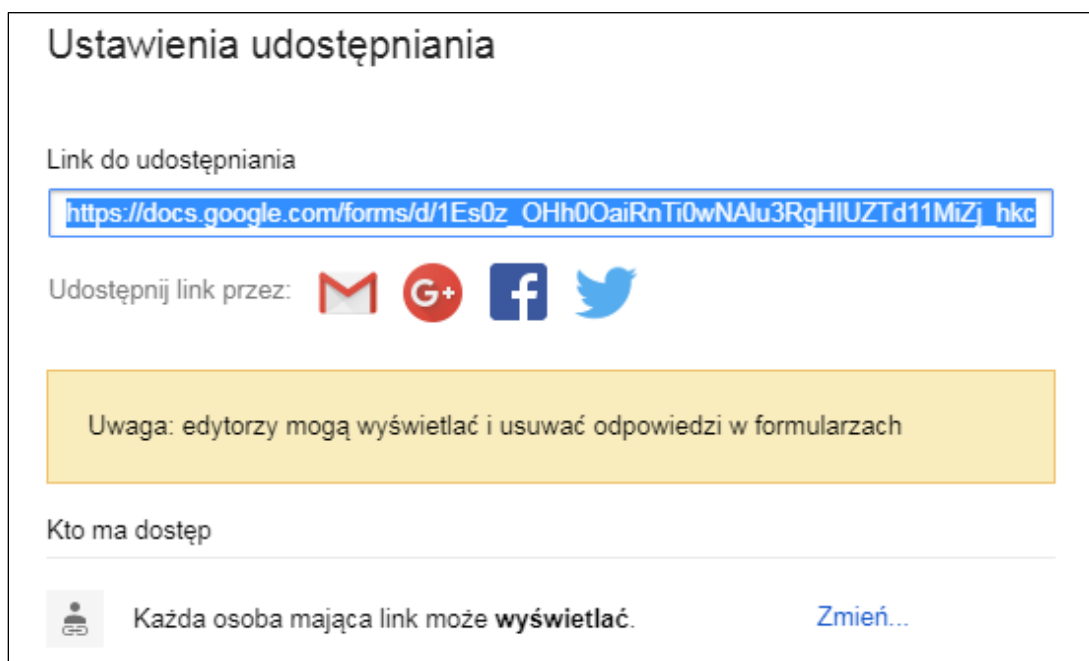 Ustawienia udostępniania
Link do udostępniania
https://docs.google.com/forms/d/1Es0z_OHh0OaiRnTi0wNAlu3RgHIUZTd11MiZj_hkc
Udostępnij link przez:
G+
f
Uwaga: edytorzy mogą wyświetlać i usuwać odpowiedzi w formularzach
Kto ma dostęp
Każda osoba mająca link może wyświetlać. Zmień...